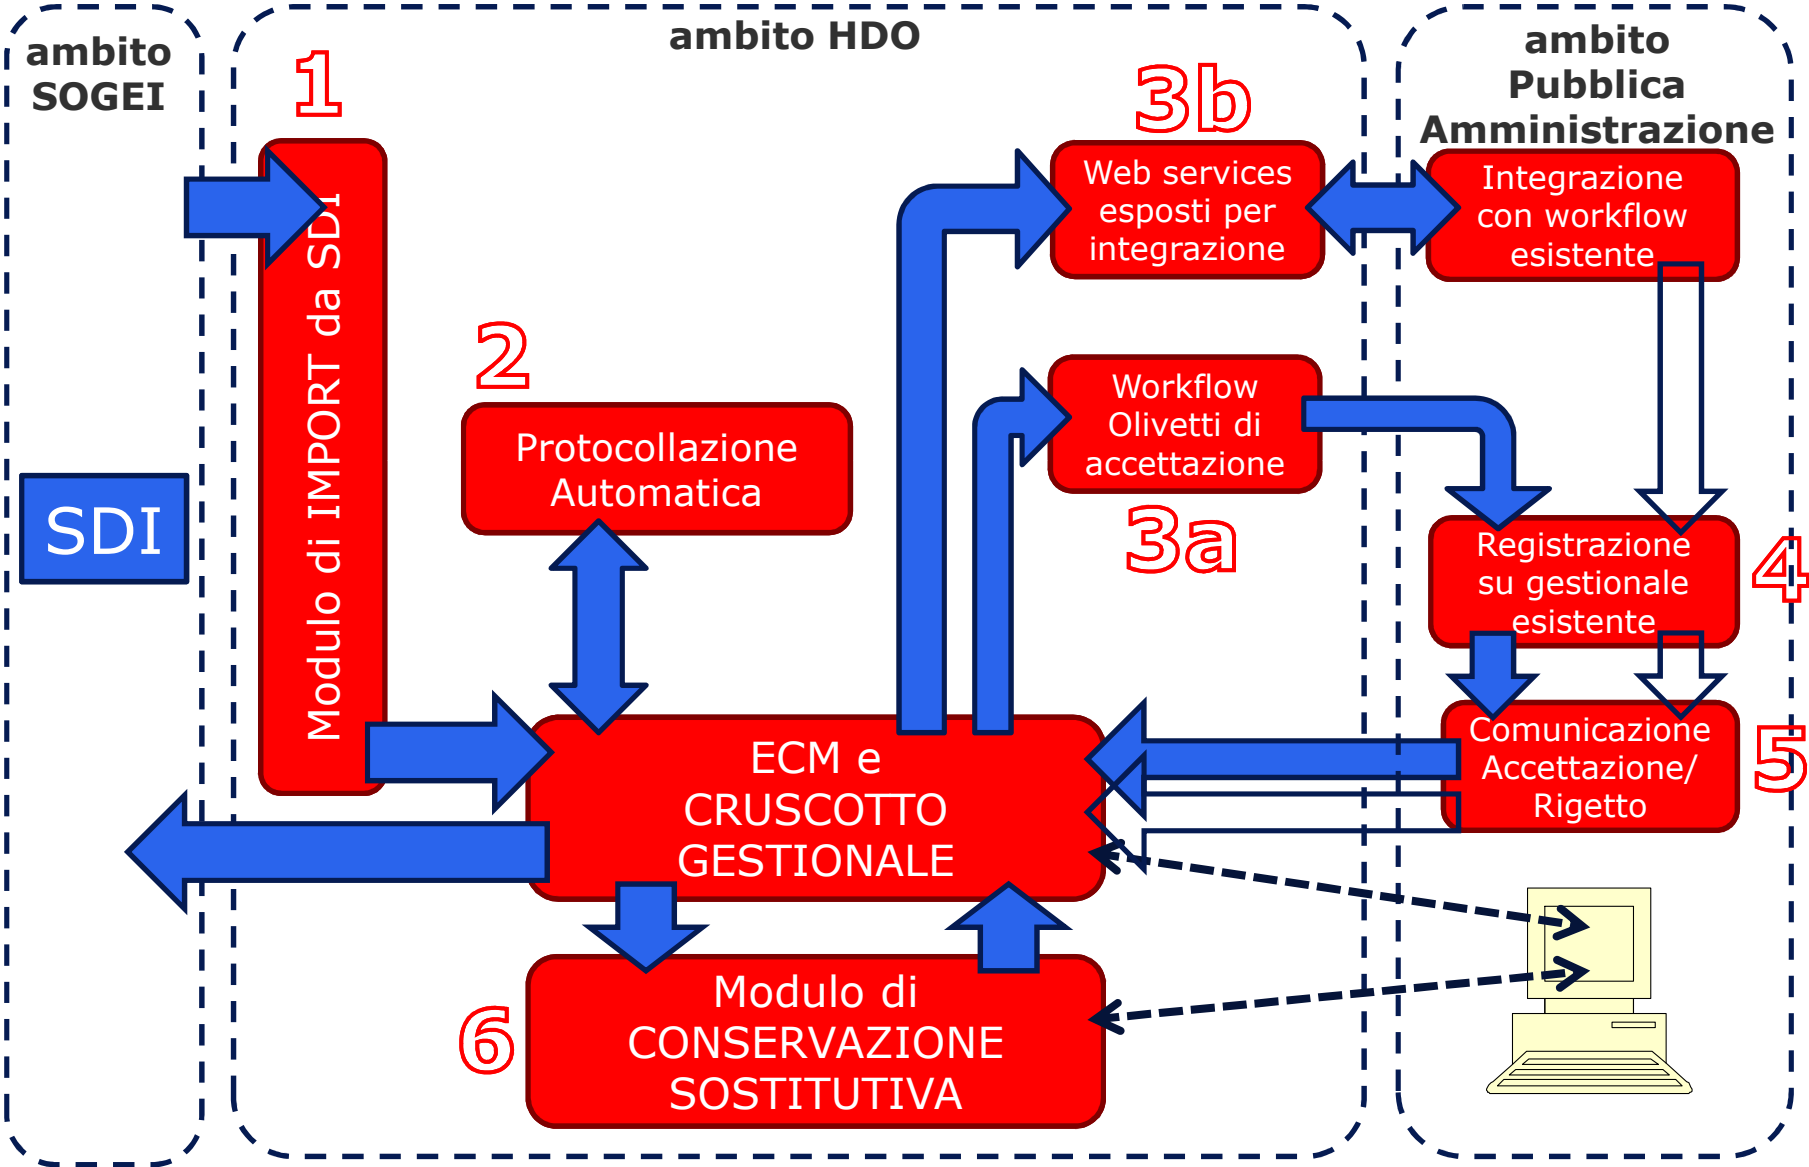 ambito
SOGEI
SDI
ambito HDO
1
Modulo di IMPORT da SDI
2
Protocollazione
Automatica
3b
Web services
esposti per
integrazione
Workflow
Olivetti di
accettazione
3a
ECM e
CRUSCOTTO
GESTIONALE
6
Modulo di
CONSERVAZIONE
SOSTITUTIVA
ambito
Pubblica
Amministrazione
Integrazione
con workflow
esistente
Registrazione
su gestionale
esistente
4
Comunicazione
Accettazione/
Rigetto
5